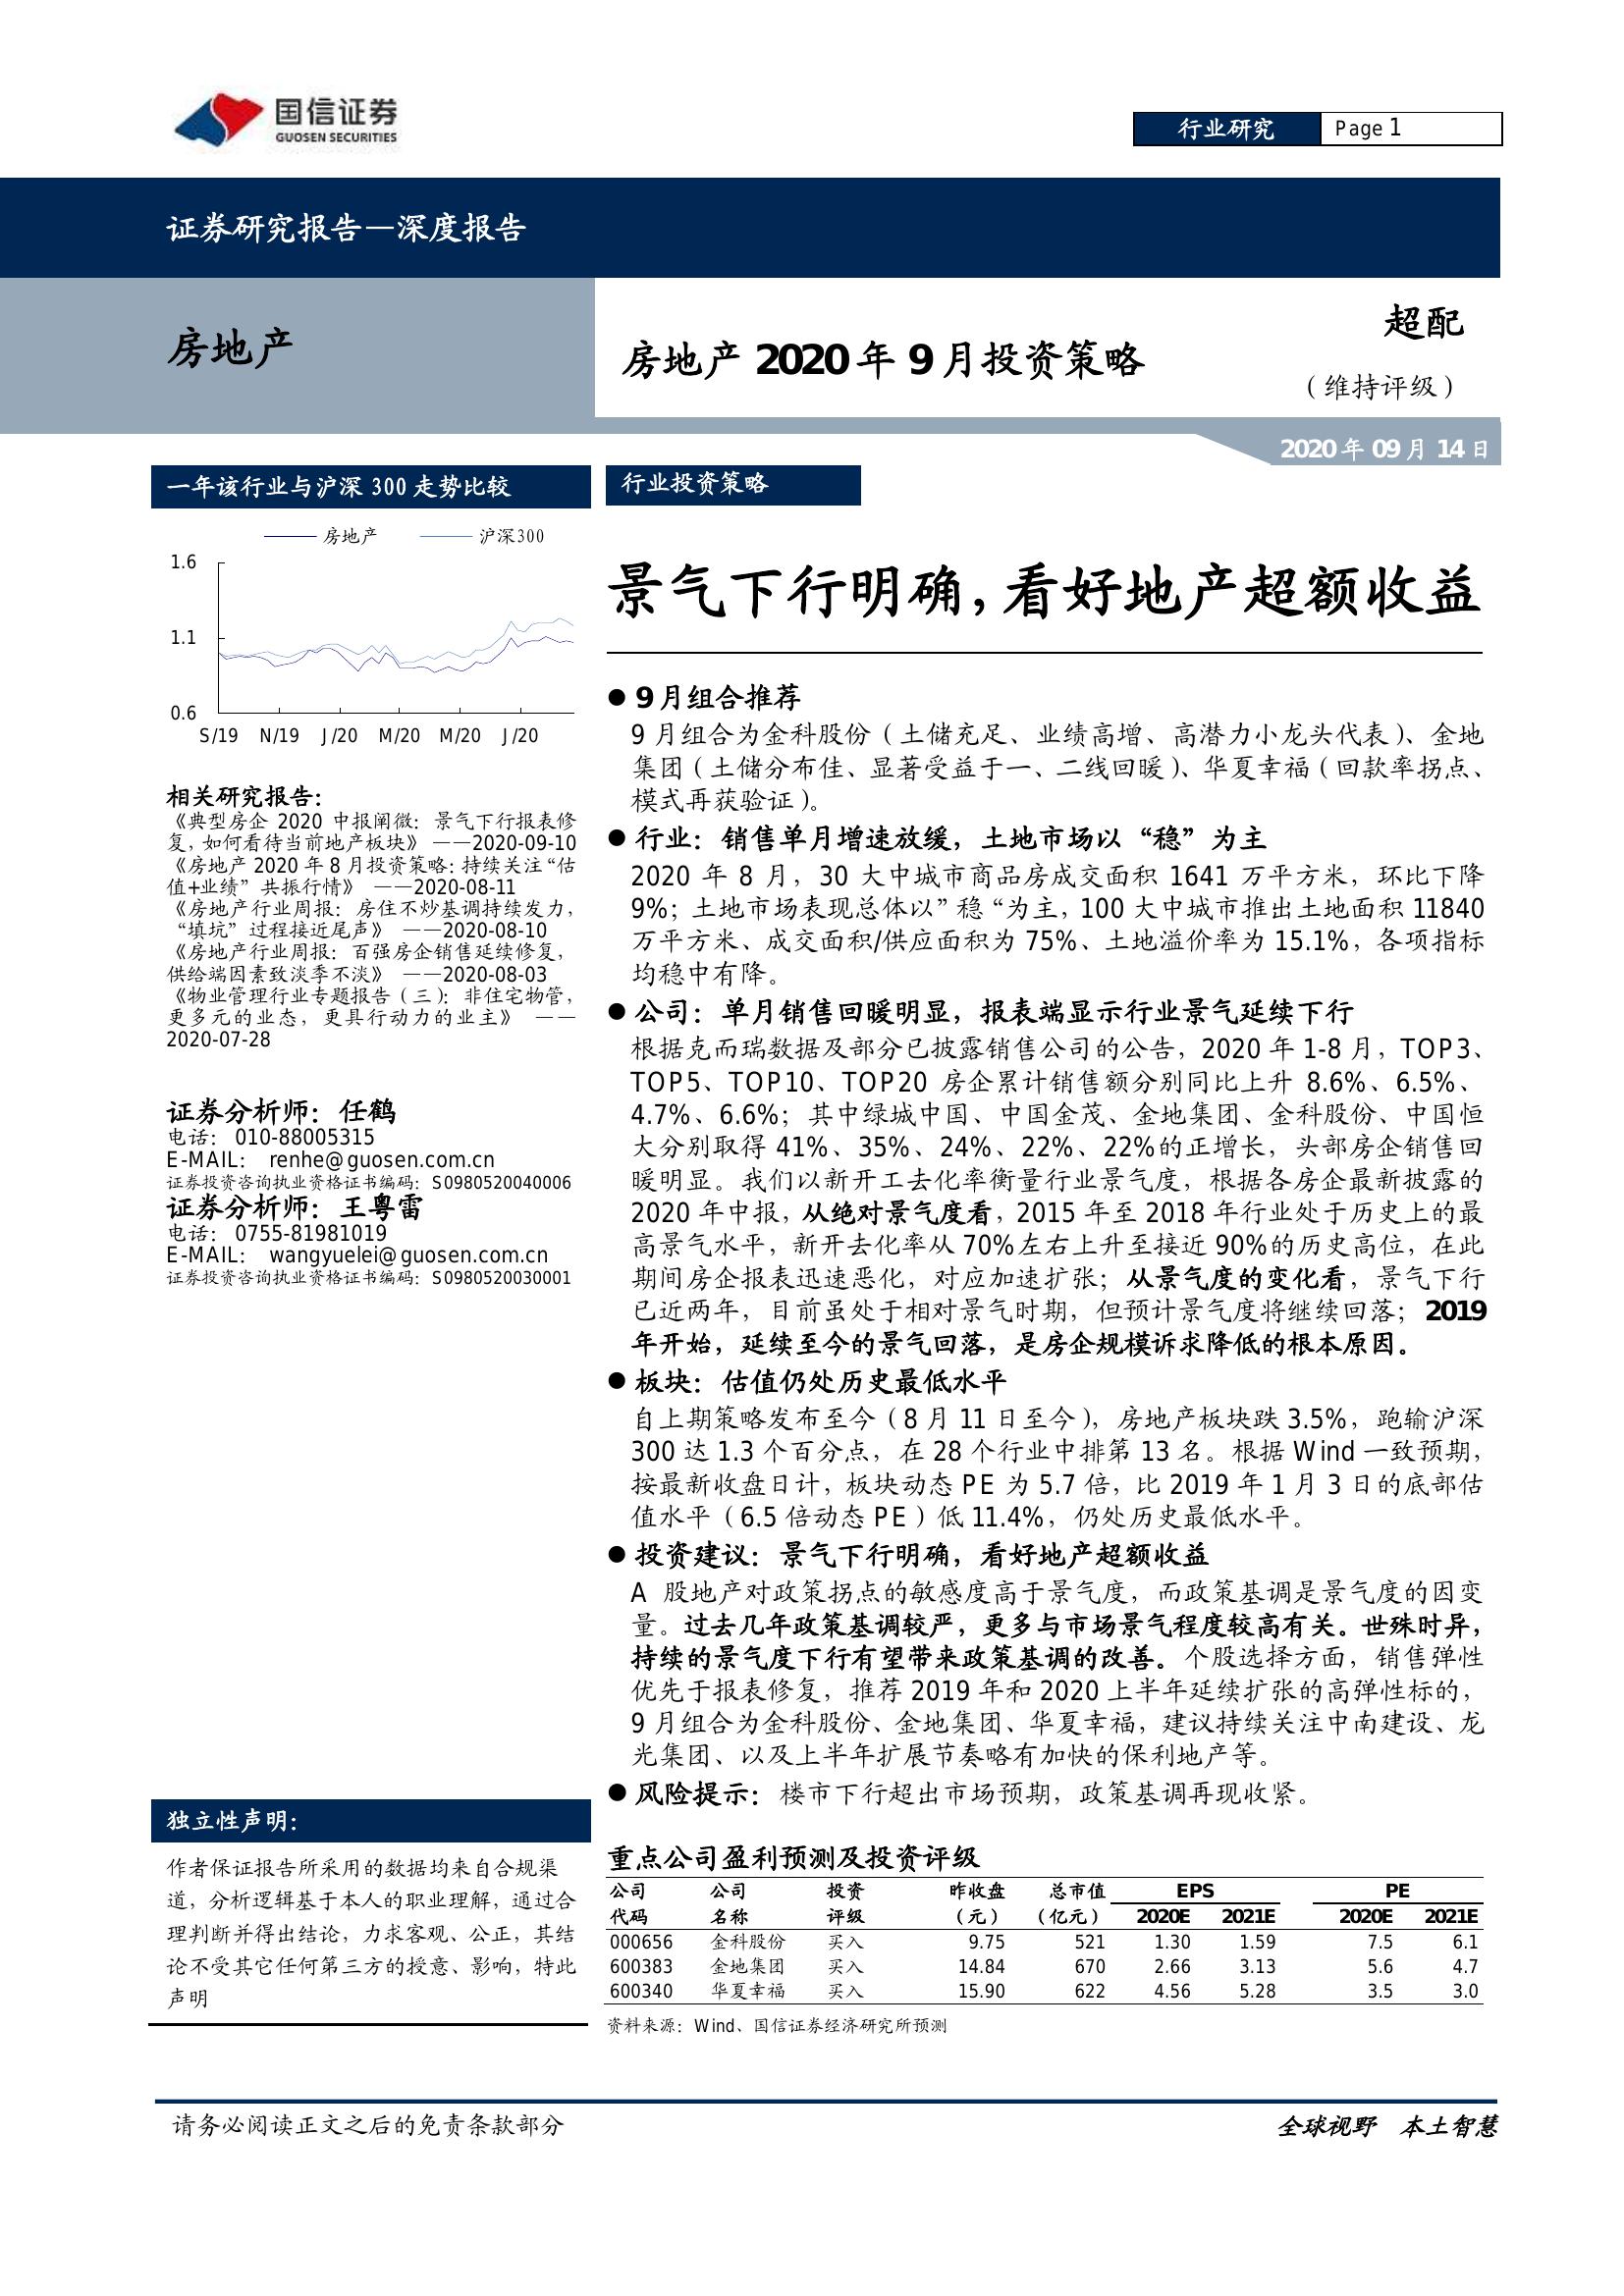 国信证券
GUOSEN SECURITIES
行业研究
Page 1
证券研究报告—深度报告
房地产
房地产 2020 年 9 月投资策略
超配
（维持评级）
2020 年 09 月 14 日
一年该行业与沪深 300 走势比较
房地产
沪深300
1.6
1.1
0.6
S/19 N/19 J/20 M/20 M/20 J/20
相关研究报告：
《典型房企 2020 中报阐微：景气下行报表修
复，如何看待当前地产板块》 ——2020-09-10
《房地产 2020 年 8 月投资策略：持续关注“估
值+业绩”共振行情》 ——2020-08-11
《房地产行业周报：房住不炒基调持续发力，
“填坑”过程接近尾声》 ——2020-08-10
《房地产行业周报：百强房企销售延续修复，
供给端因素致淡季不淡》 ——2020-08-03
《物业管理行业专题报告（三）：非住宅物管，
更多元的业态，更具行动力的业主》 ——
2020-07-28
证券分析师：任鹤
电话： 010-88005315
E-MAIL： renhe@guosen.com.cn
证券投资咨询执业资格证书编码：S0980520040006
证券分析师：王粤雷
电话： 0755-81981019
E-MAIL： wangyuelei@guosen.com.cn
证券投资咨询执业资格证书编码：S0980520030001
独立性声明：
作者保证报告所采用的数据均来自合规渠
道，分析逻辑基于本人的职业理解，通过合
理判断并得出结论，力求客观、公正，其结
论不受其它任何第三方的授意、影响，特此
声明
行业投资策略
景气下行明确，看好地产超额收益
● 9 月组合推荐
9 月组合为金科股份（土储充足、业绩高增、高潜力小龙头代表）、金地
集团（土储分布佳、显著受益于一、二线回暖）、华夏幸福（回款率拐点、
模式再获验证）。
● 行业：销售单月增速放缓，土地市场以“稳”为主
2020 年 8 月，30 大中城市商品房成交面积 1641 万平方米，环比下降
9%；土地市场表现总体以”稳“为主，100 大中城市推出土地面积 11840
万平方米、成交面积/供应面积为 75%、土地溢价率为 15.1%，各项指标
均稳中有降。
● 公司：单月销售回暖明显，报表端显示行业景气延续下行
根据克而瑞数据及部分已披露销售公司的公告，2020 年 1-8 月，TOP3、
TOP5、TOP10、TOP20 房企累计销售额分别同比上升 8.6%、6.5%、
4.7%、6.6%；其中绿城中国、中国金茂、金地集团、金科股份、中国恒
大分别取得 41%、35%、24%、22%、22%的正增长，头部房企销售回
暖明显。我们以新开工去化率衡量行业景气度，根据各房企最新披露的
2020 年中报，从绝对景气度看，2015 年至 2018 年行业处于历史上的最
高景气水平，新开去化率从 70%左右上升至接近 90%的历史高位，在此
期间房企报表迅速恶化，对应加速扩张；从景气度的变化看，景气下行
已近两年，目前虽处于相对景气时期，但预计景气度将继续回落；2019
年开始，延续至今的景气回落，是房企规模诉求降低的根本原因。
● 板块：估值仍处历史最低水平
自上期策略发布至今（8 月 11 日至今），房地产板块跌 3.5%，跑输沪深
300 达 1.3 个百分点，在 28 个行业中排第 13 名。根据 Wind 一致预期，
按最新收盘日计，板块动态 PE 为 5.7 倍，比 2019 年 1 月 3 日的底部估
值水平（6.5 倍动态 PE）低 11.4%，仍处历史最低水平。
● 投资建议：景气下行明确，看好地产超额收益
A 股地产对政策拐点的敏感度高于景气度，而政策基调是景气度的因变
量。过去几年政策基调较严，更多与市场景气程度较高有关。世殊时异，
持续的景气度下行有望带来政策基调的改善。个股选择方面，销售弹性
优先于报表修复，推荐 2019 年和 2020 上半年延续扩张的高弹性标的，
9 月组合为金科股份、金地集团、华夏幸福，建议持续关注中南建设、龙
光集团、以及上半年扩展节奏略有加快的保利地产等。
● 风险提示：楼市下行超出市场预期，政策基调再现收紧。
重点公司盈利预测及投资评级
公司 公司 投资 昨收盘 总市值 EPS PE
代码 名称 评级 （元） （亿元） 2020E 2021E 2020E 2021E
000656 金科股份 买入 9.75 521 1.30 1.59 7.5 6.1
600383 金地集团 买入 14.84 670 2.66 3.13 5.6 4.7
600340 华夏幸福 买入 15.90 622 4.56 5.28 3.5 3.0
资料来源：Wind、国信证券经济研究所预测
请务必阅读正文之后的免责条款部分
全球视野 本土智慧